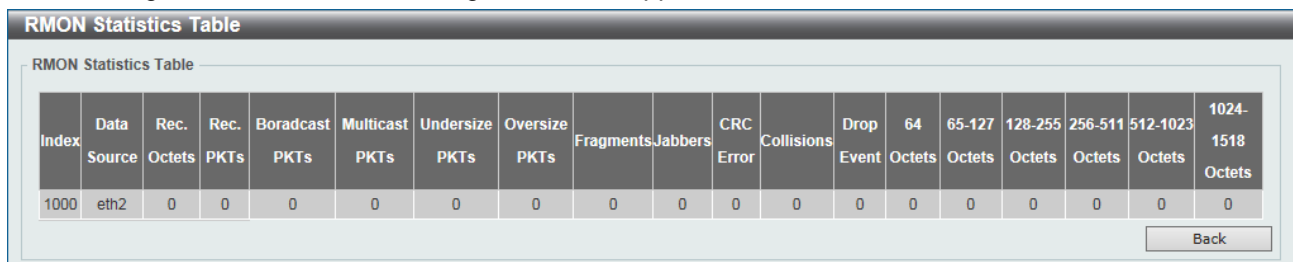 RMON Statistics Table
RMON Statistics Table
Index Data Source Rec. Octets Rec. PKTs Boradcast PKTs Multicast PKTs Undersize PKTs Oversize PKTs Fragments Jabbers CRC Error Collisions Drop Event 64 Octets 65-127 Octets 128-255 Octets 256-511 Octets 512-1023 Octets 1024-1518 Octets
1000 eth2 0 0 0 0 0 0 0 0 0 0 0 0 0 0 0 0 0
Back